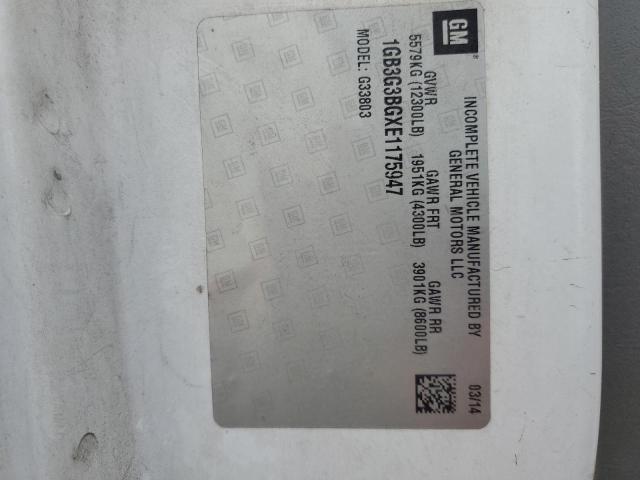 GM
INCOMPLETE VEHICLE MANUFACTURED BY
GENERAL MOTORS LLC
03/14
GVWR GAWR FRT GAWR RR
5579KG (12300LB) 1951KG (4300LB) 3901KG (8600LB)
1GB3G3BGXE1175947
MODEL: G33803